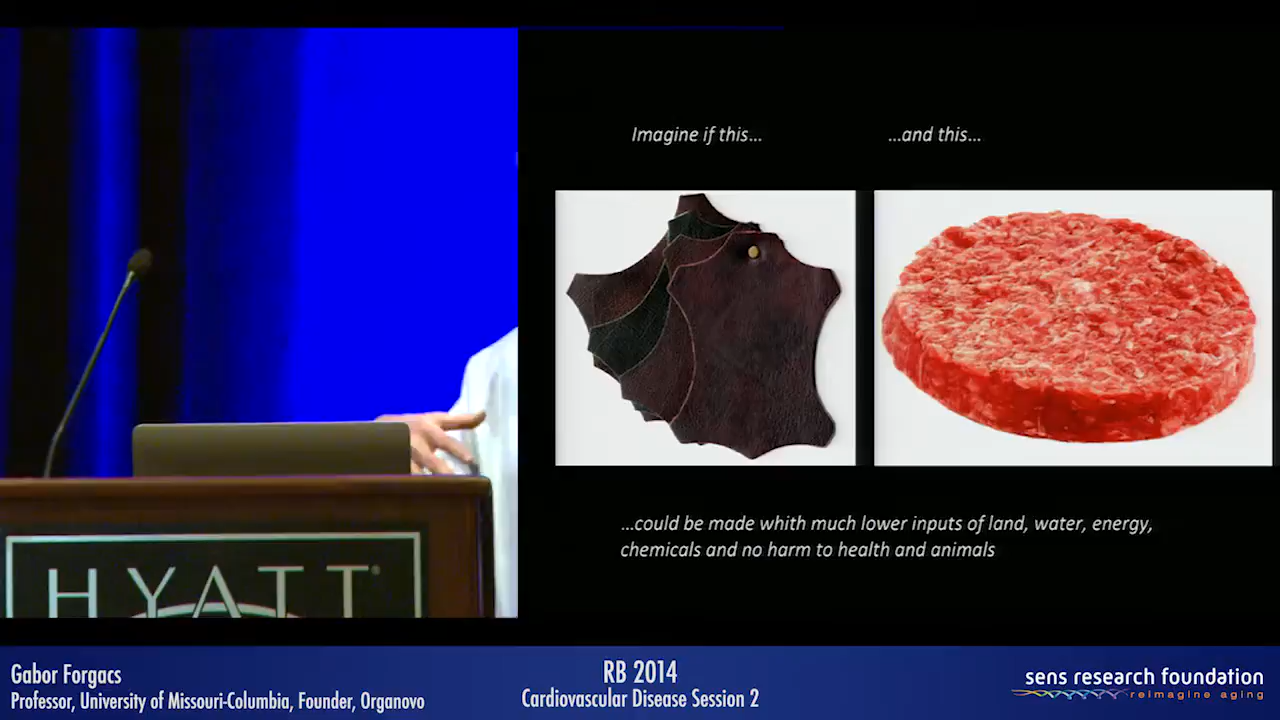 Imagine if this...
...and this...
...could be made whith much lower inputs of land, water, energy,
chemicals and no harm to health and animals
HYATT®
Gabor Forgacs
Professor, University of Missouri-Columbia, Founder, Organovo
RB 2014
Cardiovascular Disease Session 2
sens research foundation
reimagine aging